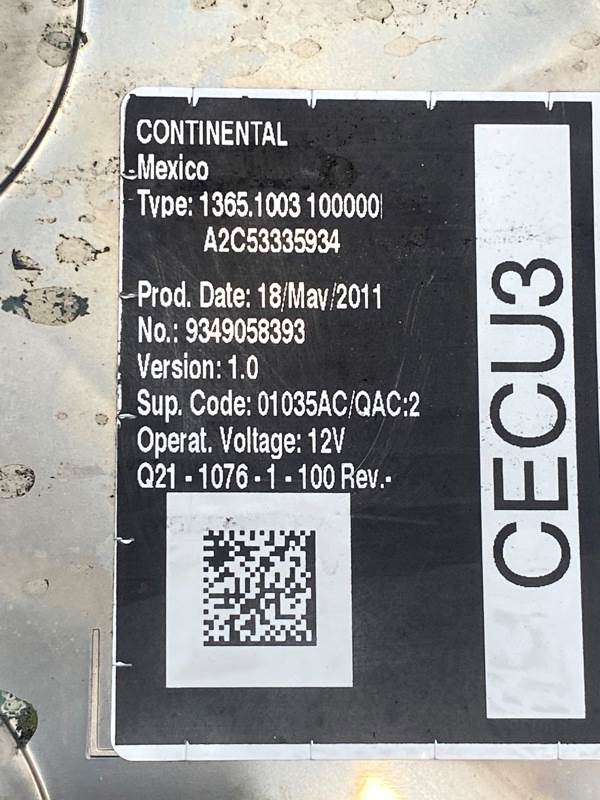 CONTINENTAL
Mexico
Type: 1365.1003 100000
A2C53335934
Prod. Date: 18/May/2011
No.: 9349058393
Version: 1.0
Sup. Code: 01035AC/QAC:2
Operat. Voltage: 12V
Q21 - 1076 - 1 - 100 Rev.-
CECU3